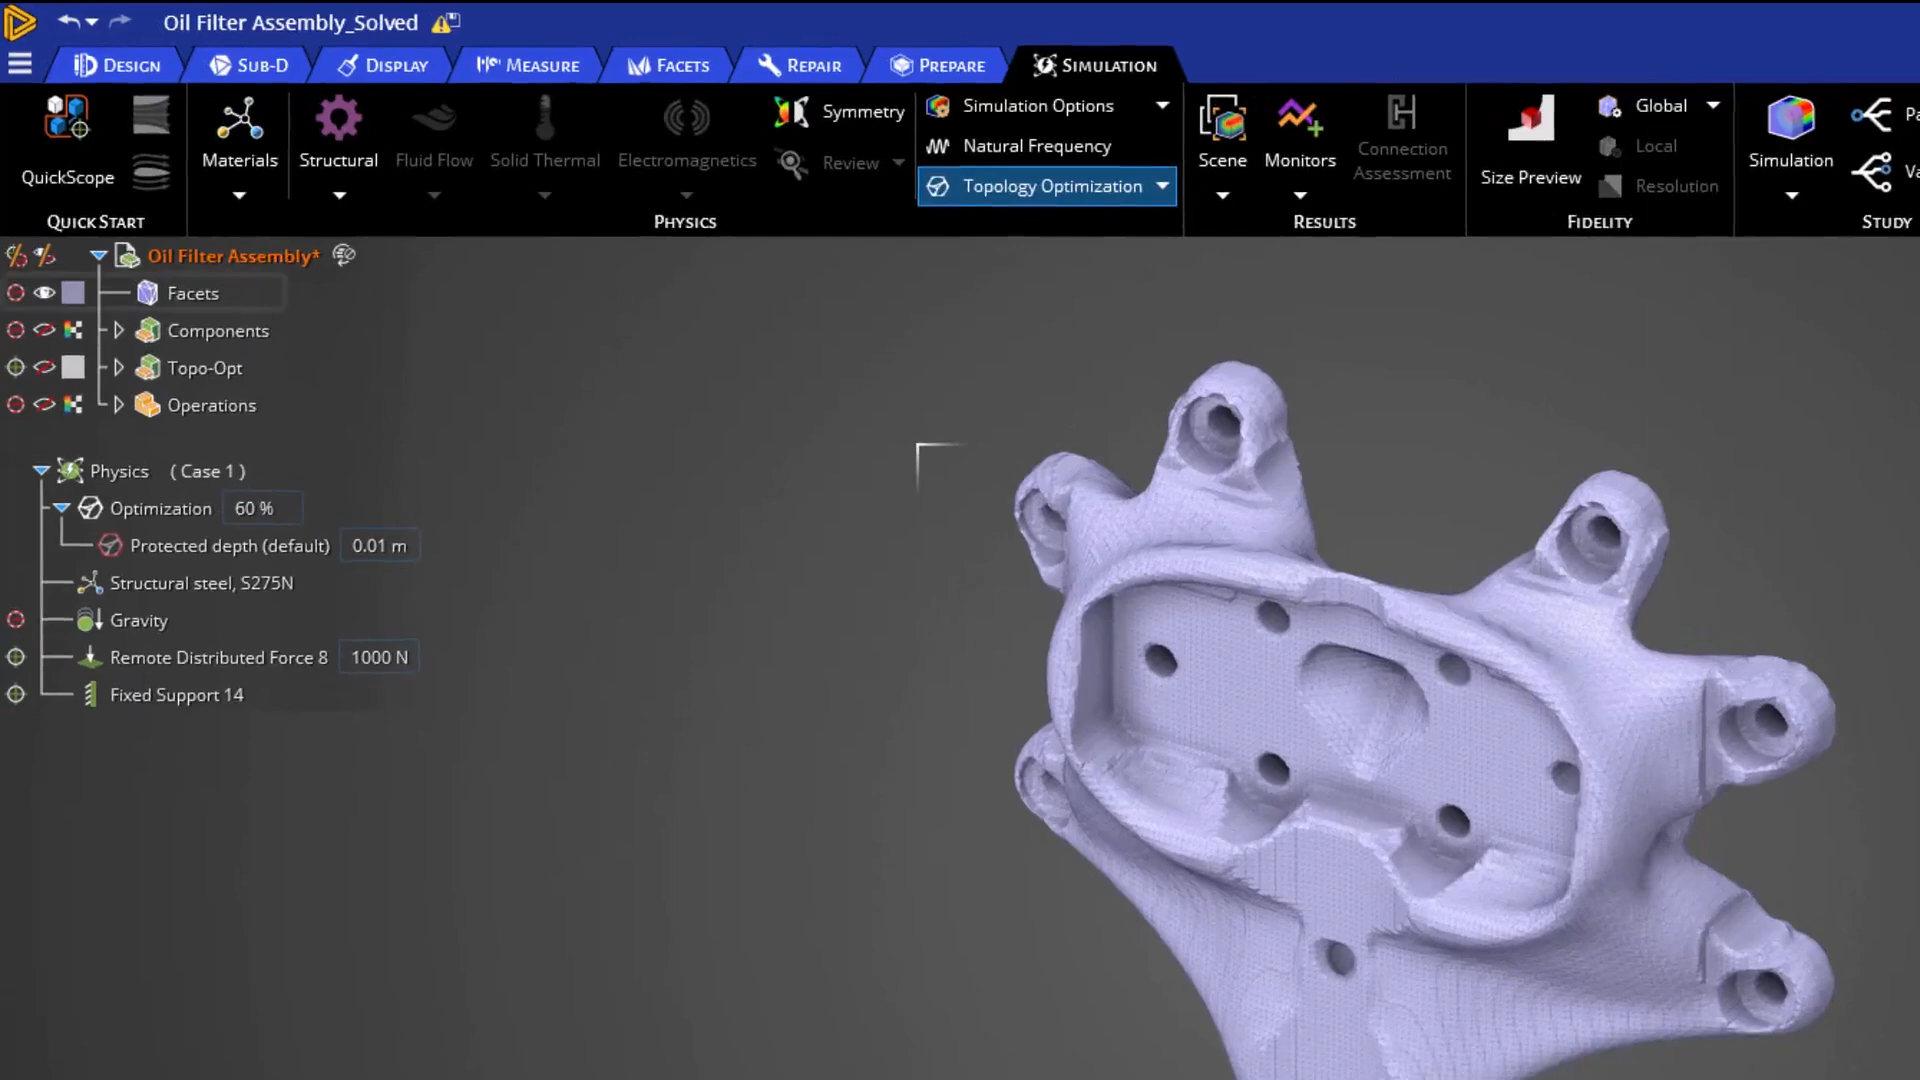 Oil Filter Assembly_Solved
DESIGN
SUB-D
DISPLAY
MEASURE
FACETS
REPAIR
PREPARE
SIMULATION
QuickScope
QUICK START
Materials
Structural
Fluid Flow
Solid Thermal
Electromagnetics
Symmetry
Review
Simulation Options
Natural Frequency
Topology Optimization
PHYSICS
Scene
Monitors
Connection
Assessment
RESULTS
Size Preview
Global
Local
Resolution
FIDELITY
Simulation
STUDY
Oil Filter Assembly*
Facets
Components
Topo-Opt
Operations
Physics ( Case 1 )
Optimization 60 %
Protected depth (default) 0.01 m
Structural steel, S275N
Gravity
Remote Distributed Force 8 1000 N
Fixed Support 14